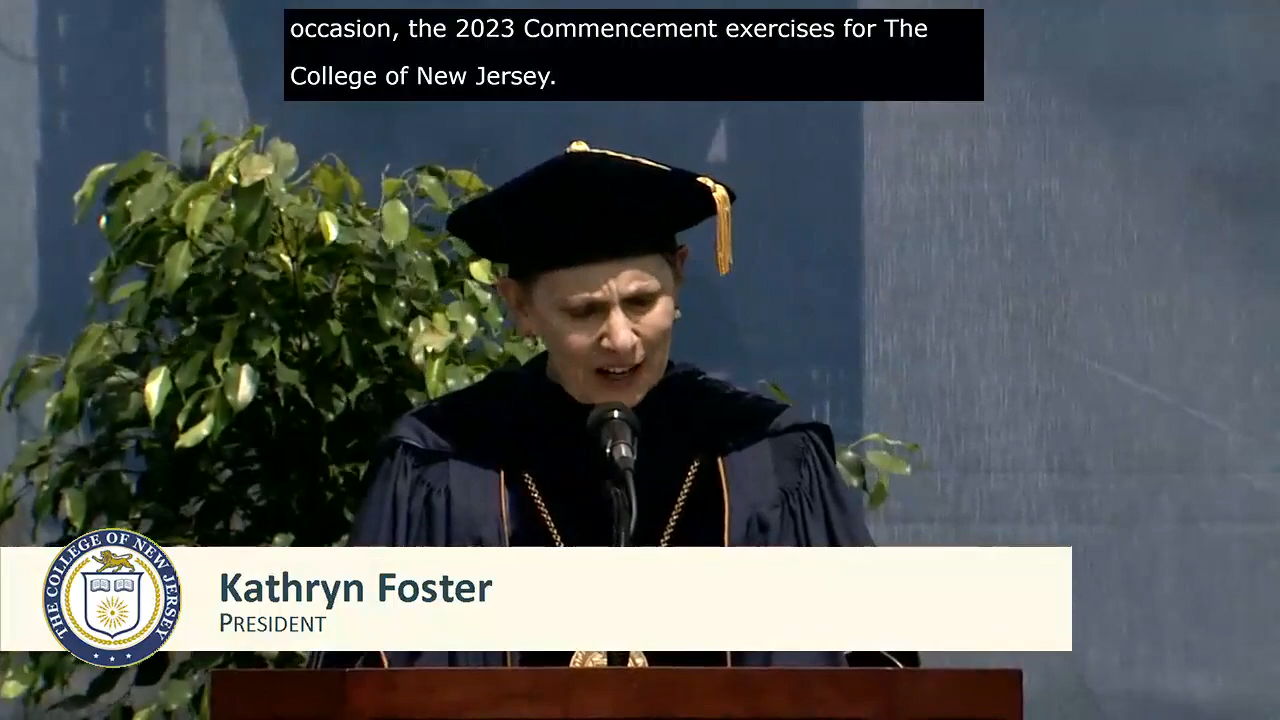 occasion, the 2023 Commencement exercises for The
College of New Jersey.
THE COLLEGE OF NEW JERSEY
Kathryn Foster
PRESIDENT